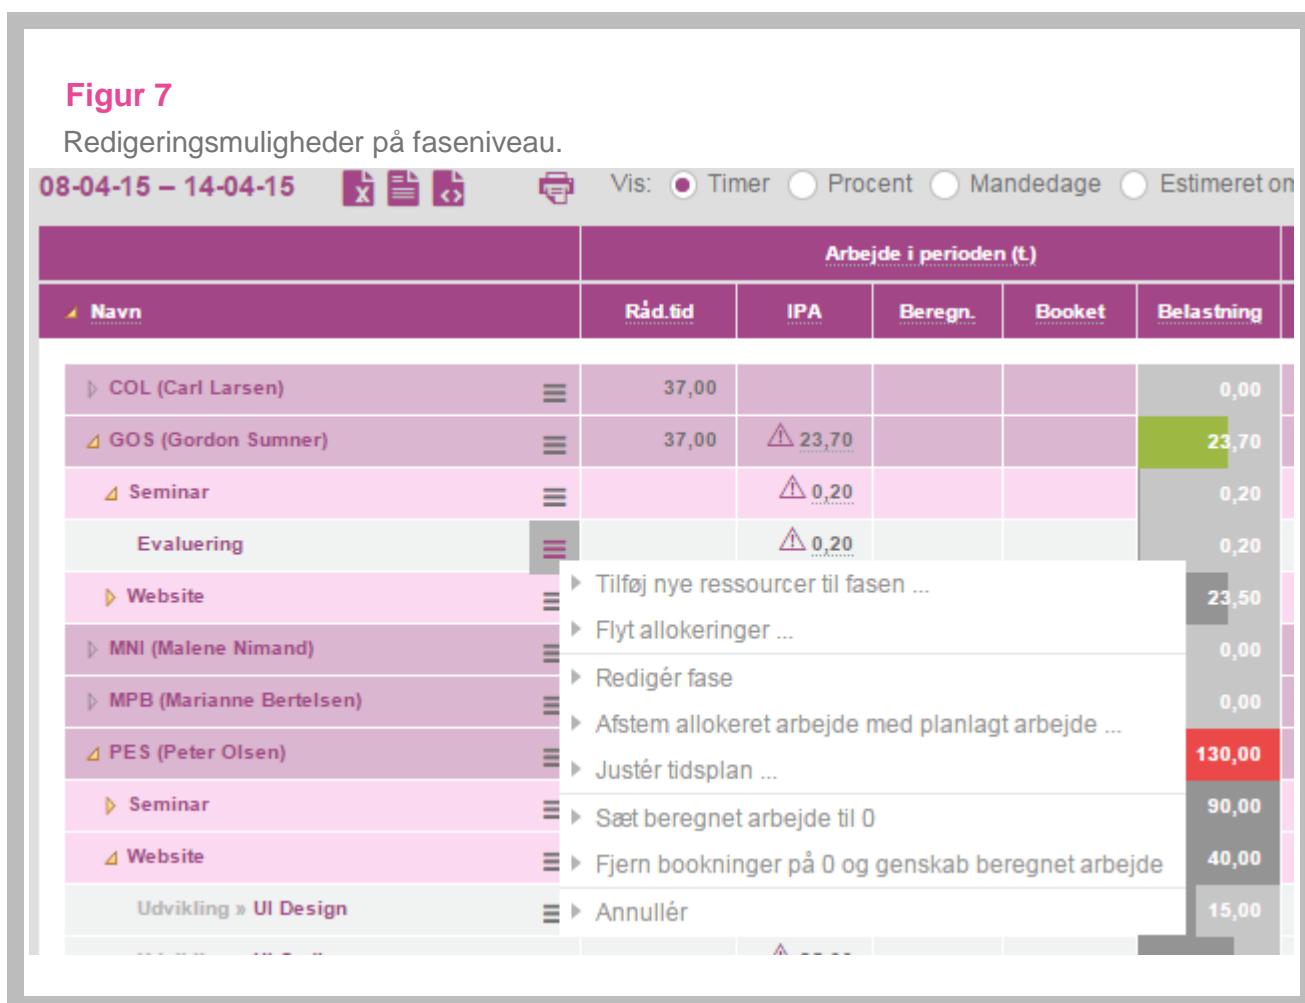 Figur 7
Redigeringsmuligheder på faseniveau.
08-04-15 – 14-04-15 Vis: Timer Procent Mandedage Estimeret om
Arbejde i perioden (t.)
Navn Råd.tid IPA Beregn. Booket Belastning
COL (Carl Larsen) 37,00 0,00
GOS (Gordon Sumner) 37,00 23,70 23,70
Seminar 0,20 0,20
Evaluering 0,20 0,20
Tilføj nye ressourcer til fasen ...
Website 23,50
Flyt allokeringer ...
MNI (Malene Nimand) 0,00
Redigér fase
MPB (Marianne Bertelsen) 0,00
Afstem allokeret arbejde med planlagt arbejde ...
PES (Peter Olsen) 130,00
Justér tidsplan ...
Seminar 90,00
Sæt beregnet arbejde til 0
Website 40,00
Fjern bookninger på 0 og genskab beregnet arbejde
Udvikling » UI Design 15,00
Annullér